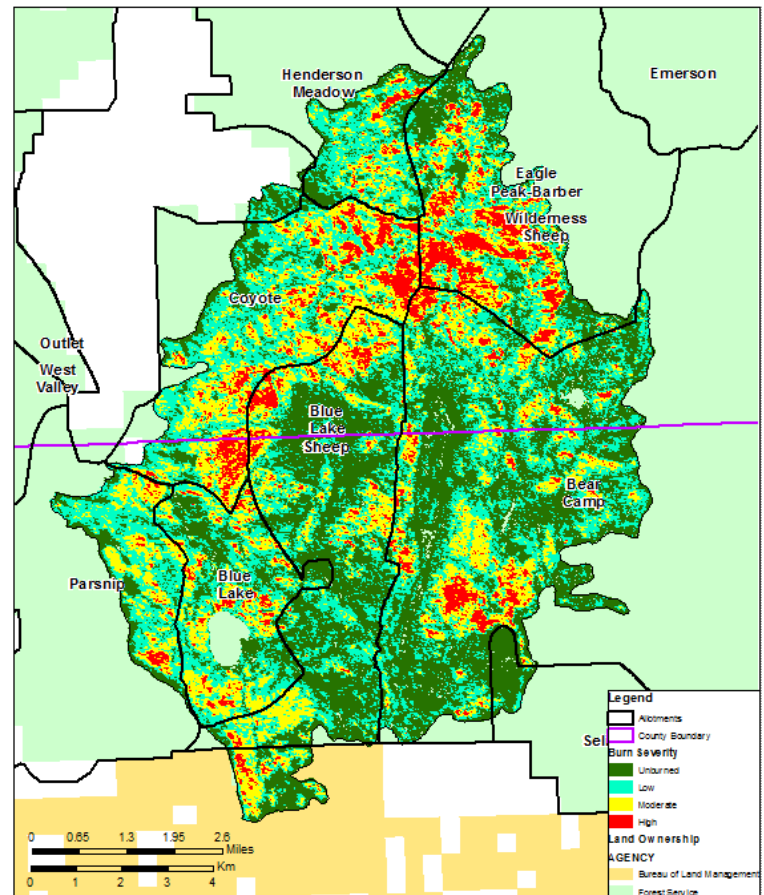 Henderson
Meadow
Emerson
Eagle
Peak-Barber
Wilderness
Sheep
Coyote
Outlet
West
Valley
Blue
Lake
Sheep
Bear
Camp
Parsnip
Blue
Lake
Sell
Legend
Allotments
County Boundary
Burn Severity
Unburned
Low
Moderate
High
Land Ownership
AGENCY
Bureau of Land Management
Forest Service
0 0.65 1.3 1.95 2.6
Miles
Km
0 1 2 3 4